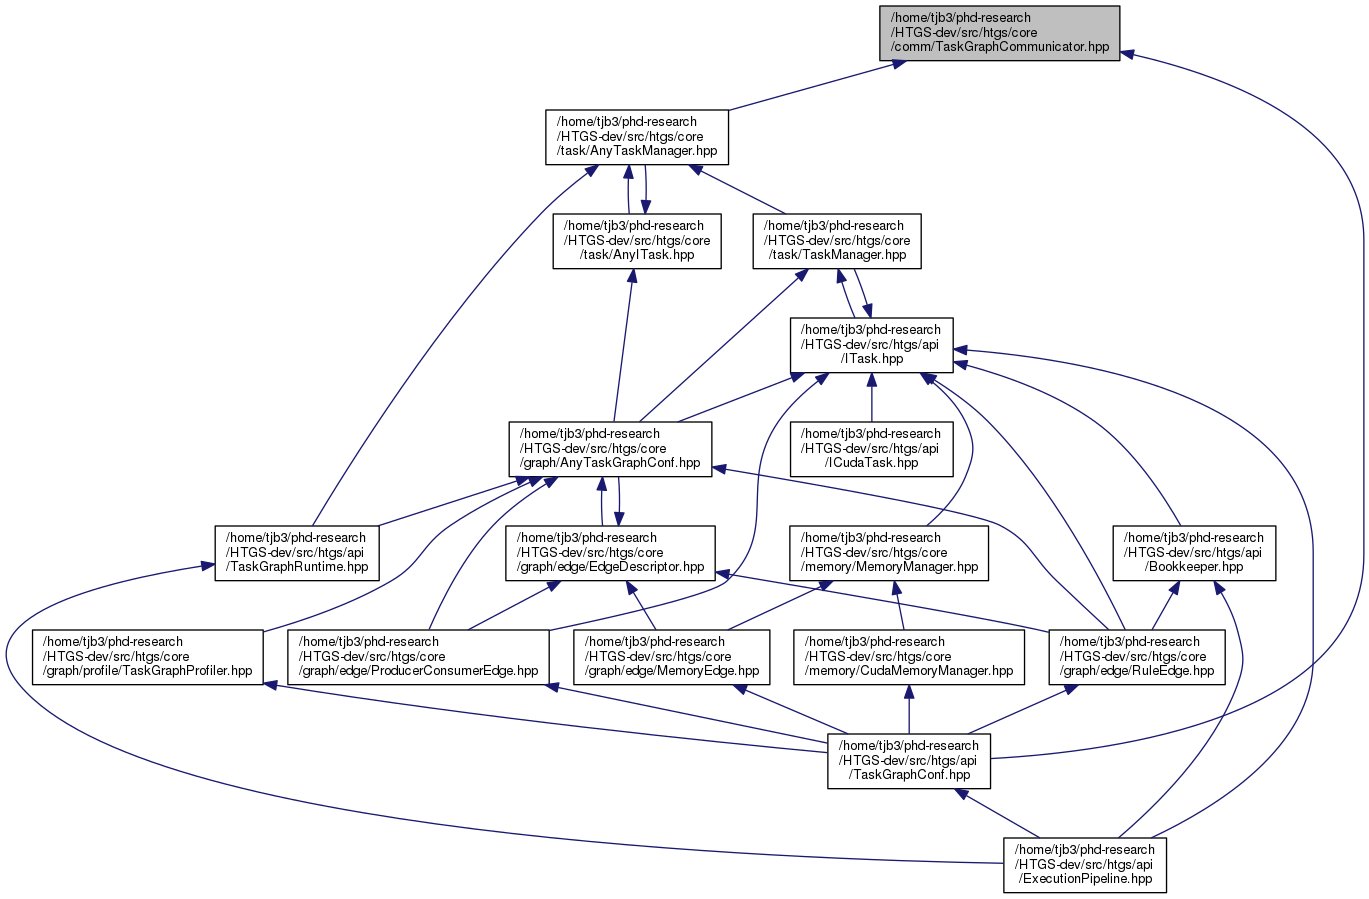 /home/tjb3/phd-research
/HTGS-dev/src/htgs/core
/comm/TaskGraphCommunicator.hpp
/home/tjb3/phd-research
/HTGS-dev/src/htgs/core
/task/AnyTaskManager.hpp
/home/tjb3/phd-research
/HTGS-dev/src/htgs/core
/task/AnyITask.hpp
/home/tjb3/phd-research
/HTGS-dev/src/htgs/core
/task/TaskManager.hpp
/home/tjb3/phd-research
/HTGS-dev/src/htgs/api
/ITask.hpp
/home/tjb3/phd-research
/HTGS-dev/src/htgs/core
/graph/AnyTaskGraphConf.hpp
/home/tjb3/phd-research
/HTGS-dev/src/htgs/api
/ICudaTask.hpp
/home/tjb3/phd-research
/HTGS-dev/src/htgs/api
/TaskGraphRuntime.hpp
/home/tjb3/phd-research
/HTGS-dev/src/htgs/core
/graph/edge/EdgeDescriptor.hpp
/home/tjb3/phd-research
/HTGS-dev/src/htgs/core
/memory/MemoryManager.hpp
/home/tjb3/phd-research
/HTGS-dev/src/htgs/api
/Bookkeeper.hpp
/home/tjb3/phd-research
/HTGS-dev/src/htgs/core
/graph/profile/TaskGraphProfiler.hpp
/home/tjb3/phd-research
/HTGS-dev/src/htgs/core
/graph/edge/ProducerConsumerEdge.hpp
/home/tjb3/phd-research
/HTGS-dev/src/htgs/core
/graph/edge/MemoryEdge.hpp
/home/tjb3/phd-research
/HTGS-dev/src/htgs/core
/memory/CudaMemoryManager.hpp
/home/tjb3/phd-research
/HTGS-dev/src/htgs/core
/graph/edge/RuleEdge.hpp
/home/tjb3/phd-research
/HTGS-dev/src/htgs/api
/TaskGraphConf.hpp
/home/tjb3/phd-research
/HTGS-dev/src/htgs/api
/ExecutionPipeline.hpp